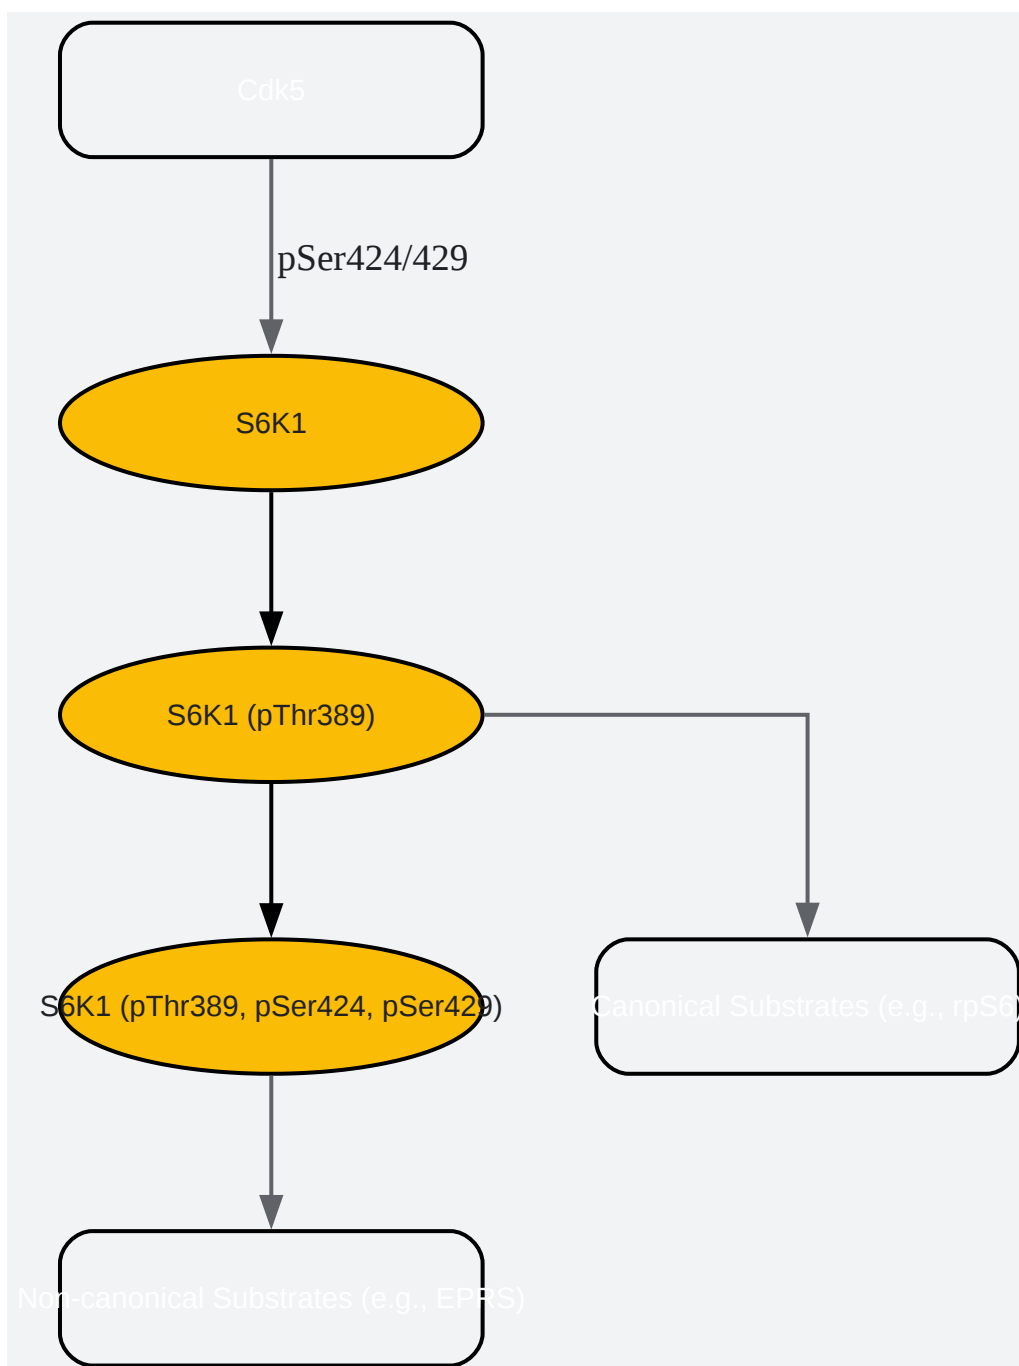 Cdk5
pSer424/429
S6K1
S6K1 (pThr389)
S6K1 (pThr389, pSer424, pSer429)
Canonical Substrates (e.g., rpS6)
Non-canonical Substrates (e.g., EPRS)